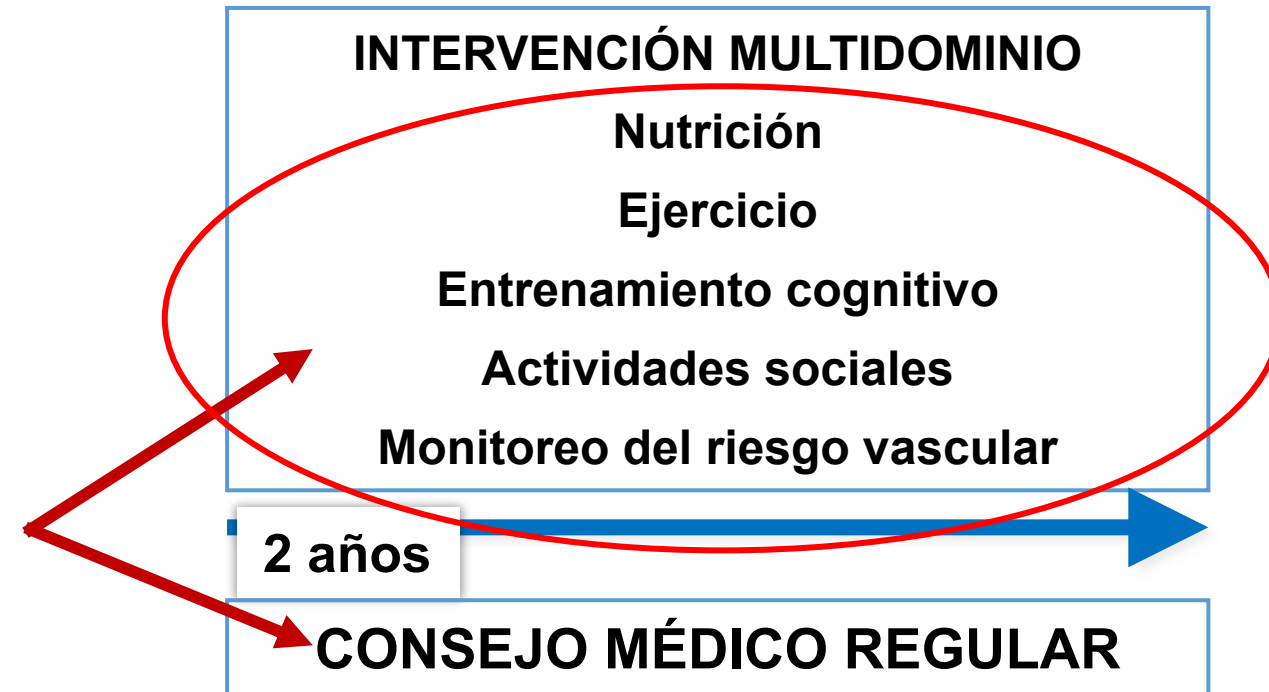 INTERVENCIÓN MULTIDOMINIO
Nutrición
Ejercicio
Entrenamiento cognitivo
Actividades sociales
Monitoreo del riesgo vascular
2 años
CONSEJO MÉDICO REGULAR